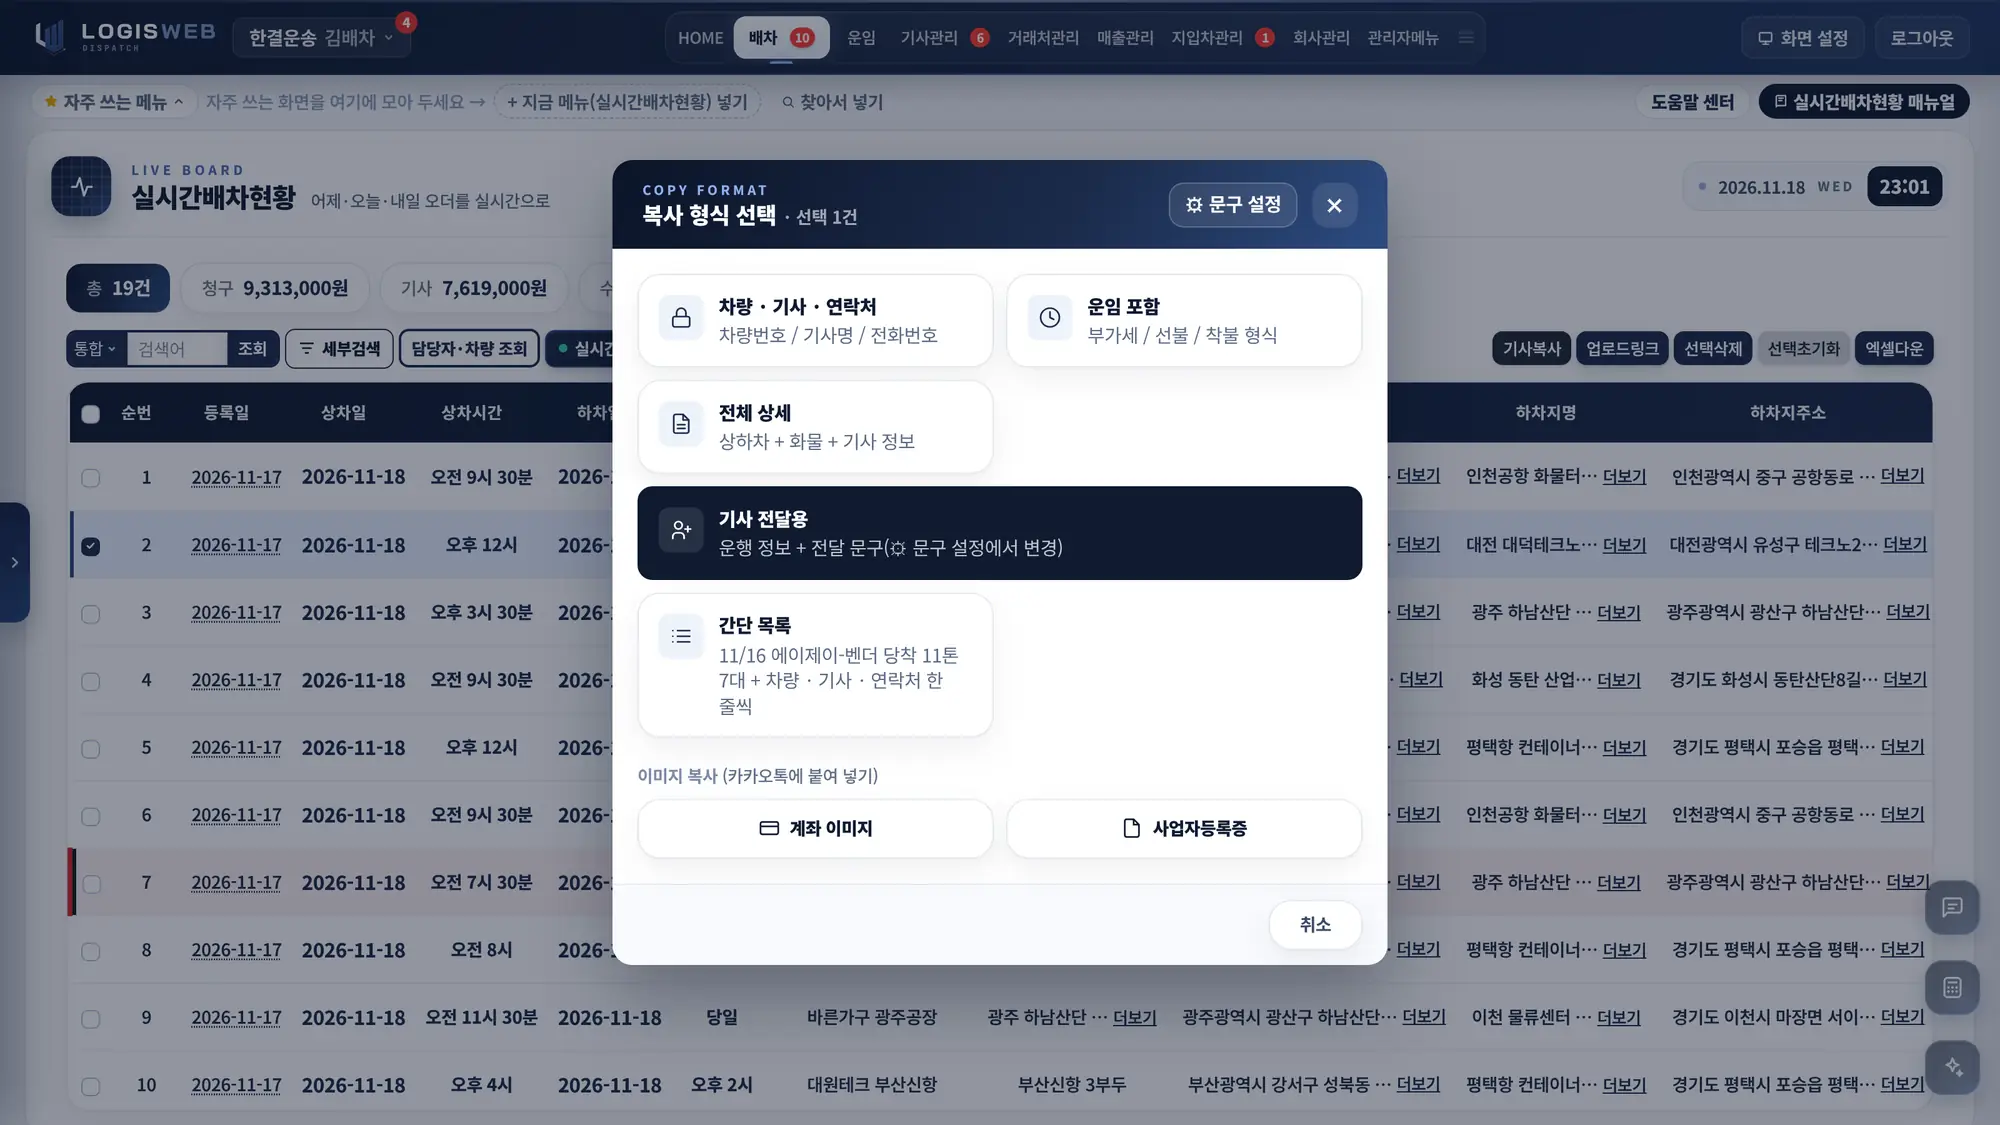 LOGISWEB
DISPATCH
한결운송 김배차 4
HOME 배차 10 운임 기사관리 6 거래처관리 매출관리 지입차관리 1 회사관리 관리자메뉴
화면 설정 로그아웃
자주 쓰는 메뉴 자주 쓰는 화면을 여기에 모아 두세요 → + 지금 메뉴(실시간배차현황) 넣기 찾아서 넣기
도움말 센터 실시간배차현황 매뉴얼
LIVE BOARD
실시간배차현황 어제·오늘·내일 오더를 실시간으로
2026.11.18 WED 23:01
총 19건 청구 9,313,000원 기사 7,619,000원 수
통합 검색어 조회 세부검색 담당자·차량 조회 실시간
기사복사 업로드링크 선택삭제 선택초기화 엑셀다운
순번 등록일 상차일 상차시간 하차일 하차지명 하차지주소
1 2026-11-17 2026-11-18 오전 9시 30분 2026- 더보기 인천공항 화물터··· 더보기 인천광역시 중구 공항동로 ··· 더보기
2 2026-11-17 2026-11-18 오후 12시 2026- 더보기 대전 대덕테크노··· 더보기 대전광역시 유성구 테크노2··· 더보기
3 2026-11-17 2026-11-18 오후 3시 30분 2026- 더보기 광주 하남산단 ··· 더보기 광주광역시 광산구 하남산단··· 더보기
4 2026-11-17 2026-11-18 오전 9시 30분 2026- 더보기 화성 동탄 산업··· 더보기 경기도 화성시 동탄산단8길··· 더보기
5 2026-11-17 2026-11-18 오후 12시 2026- 더보기 평택항 컨테이너··· 더보기 경기도 평택시 포승읍 평택··· 더보기
6 2026-11-17 2026-11-18 오전 9시 30분 2026- 더보기 인천공항 화물터··· 더보기 인천광역시 중구 공항동로 ··· 더보기
7 2026-11-17 2026-11-18 오전 7시 30분 2026- 더보기 광주 하남산단 ··· 더보기 광주광역시 광산구 하남산단··· 더보기
8 2026-11-17 2026-11-18 오전 8시 2026- 더보기 평택항 컨테이너··· 더보기 경기도 평택시 포승읍 평택··· 더보기
9 2026-11-17 2026-11-18 오전 11시 30분 2026-11-18 당일 바른가구 광주공장 광주 하남산단 ··· 더보기 광주광역시 광산구 하남산단··· 더보기 이천 물류센터 ··· 더보기 경기도 이천시 마장면 서이··· 더보기
10 2026-11-17 2026-11-18 오후 4시 2026-11-18 오후 2시 대원테크 부산신항 부산신항 3부두 부산광역시 강서구 성북동 ··· 더보기 평택항 컨테이너··· 더보기 경기도 평택시 포승읍 평택··· 더보기
COPY FORMAT
복사 형식 선택 · 선택 1건
문구 설정
차량 · 기사 · 연락처
차량번호 / 기사명 / 전화번호
운임 포함
부가세 / 선불 / 착불 형식
전체 상세
상하차 + 화물 + 기사 정보
기사 전달용
운행 정보 + 전달 문구(⚙ 문구 설정에서 변경)
간단 목록
11/16 에이제이-벤더 당착 11톤
7대 + 차량 · 기사 · 연락처 한
줄씩
이미지 복사 (카카오톡에 붙여 넣기)
계좌 이미지
사업자등록증
취소